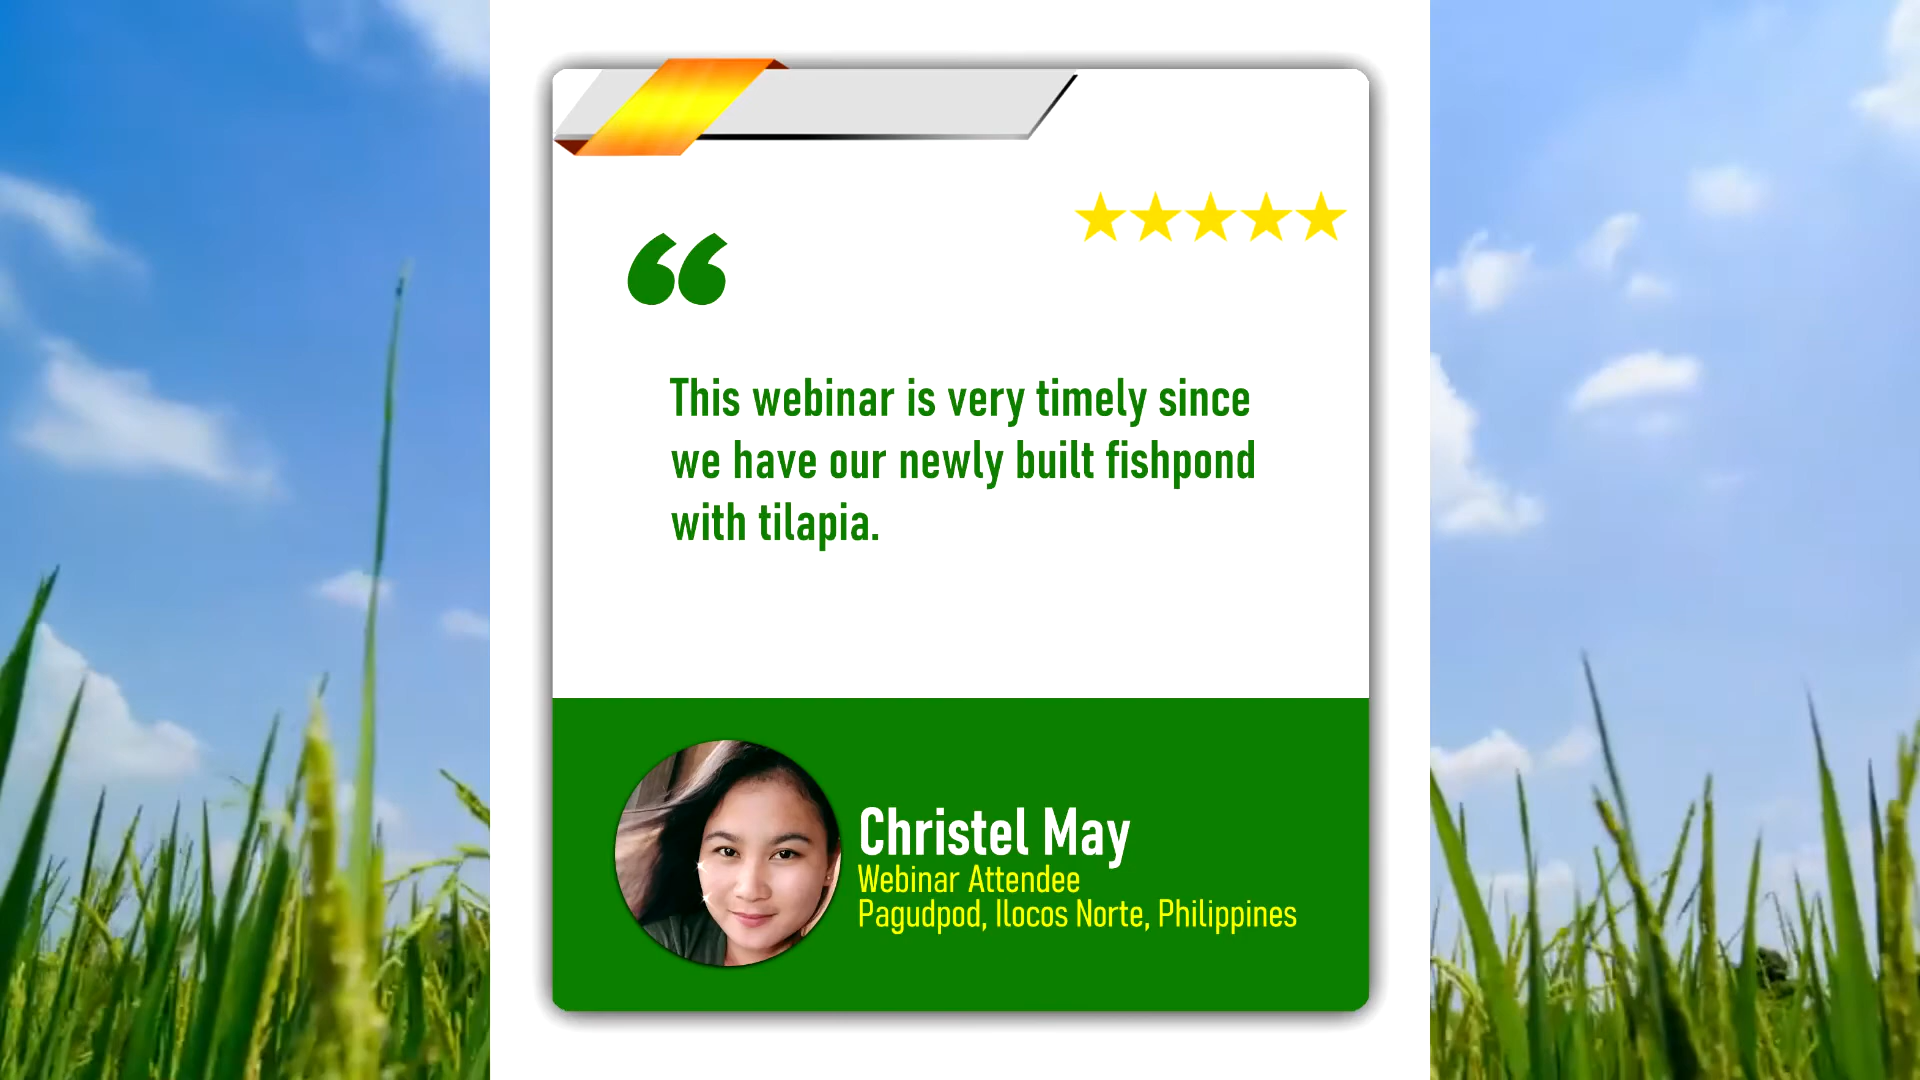 This webinar is very timely since
we have our newly built fishpond
with tilapia.
Christel May
Webinar Attendee
Pagudpod, Ilocos Norte, Philippines